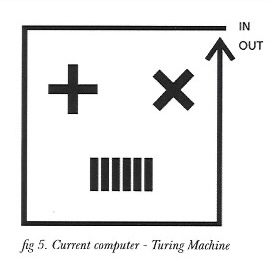 IN
OUT
fig 5. Current computer - Turing Machine